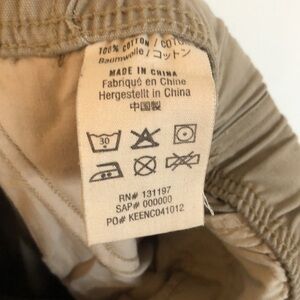 100% COTTON / COTO
Baumwolle / コットン
MADE IN CHINA
Fabriqué en Chine
Hergestellt in China
中国製
30
RN# 131197
SAP# 000000
PO# KEENC041012